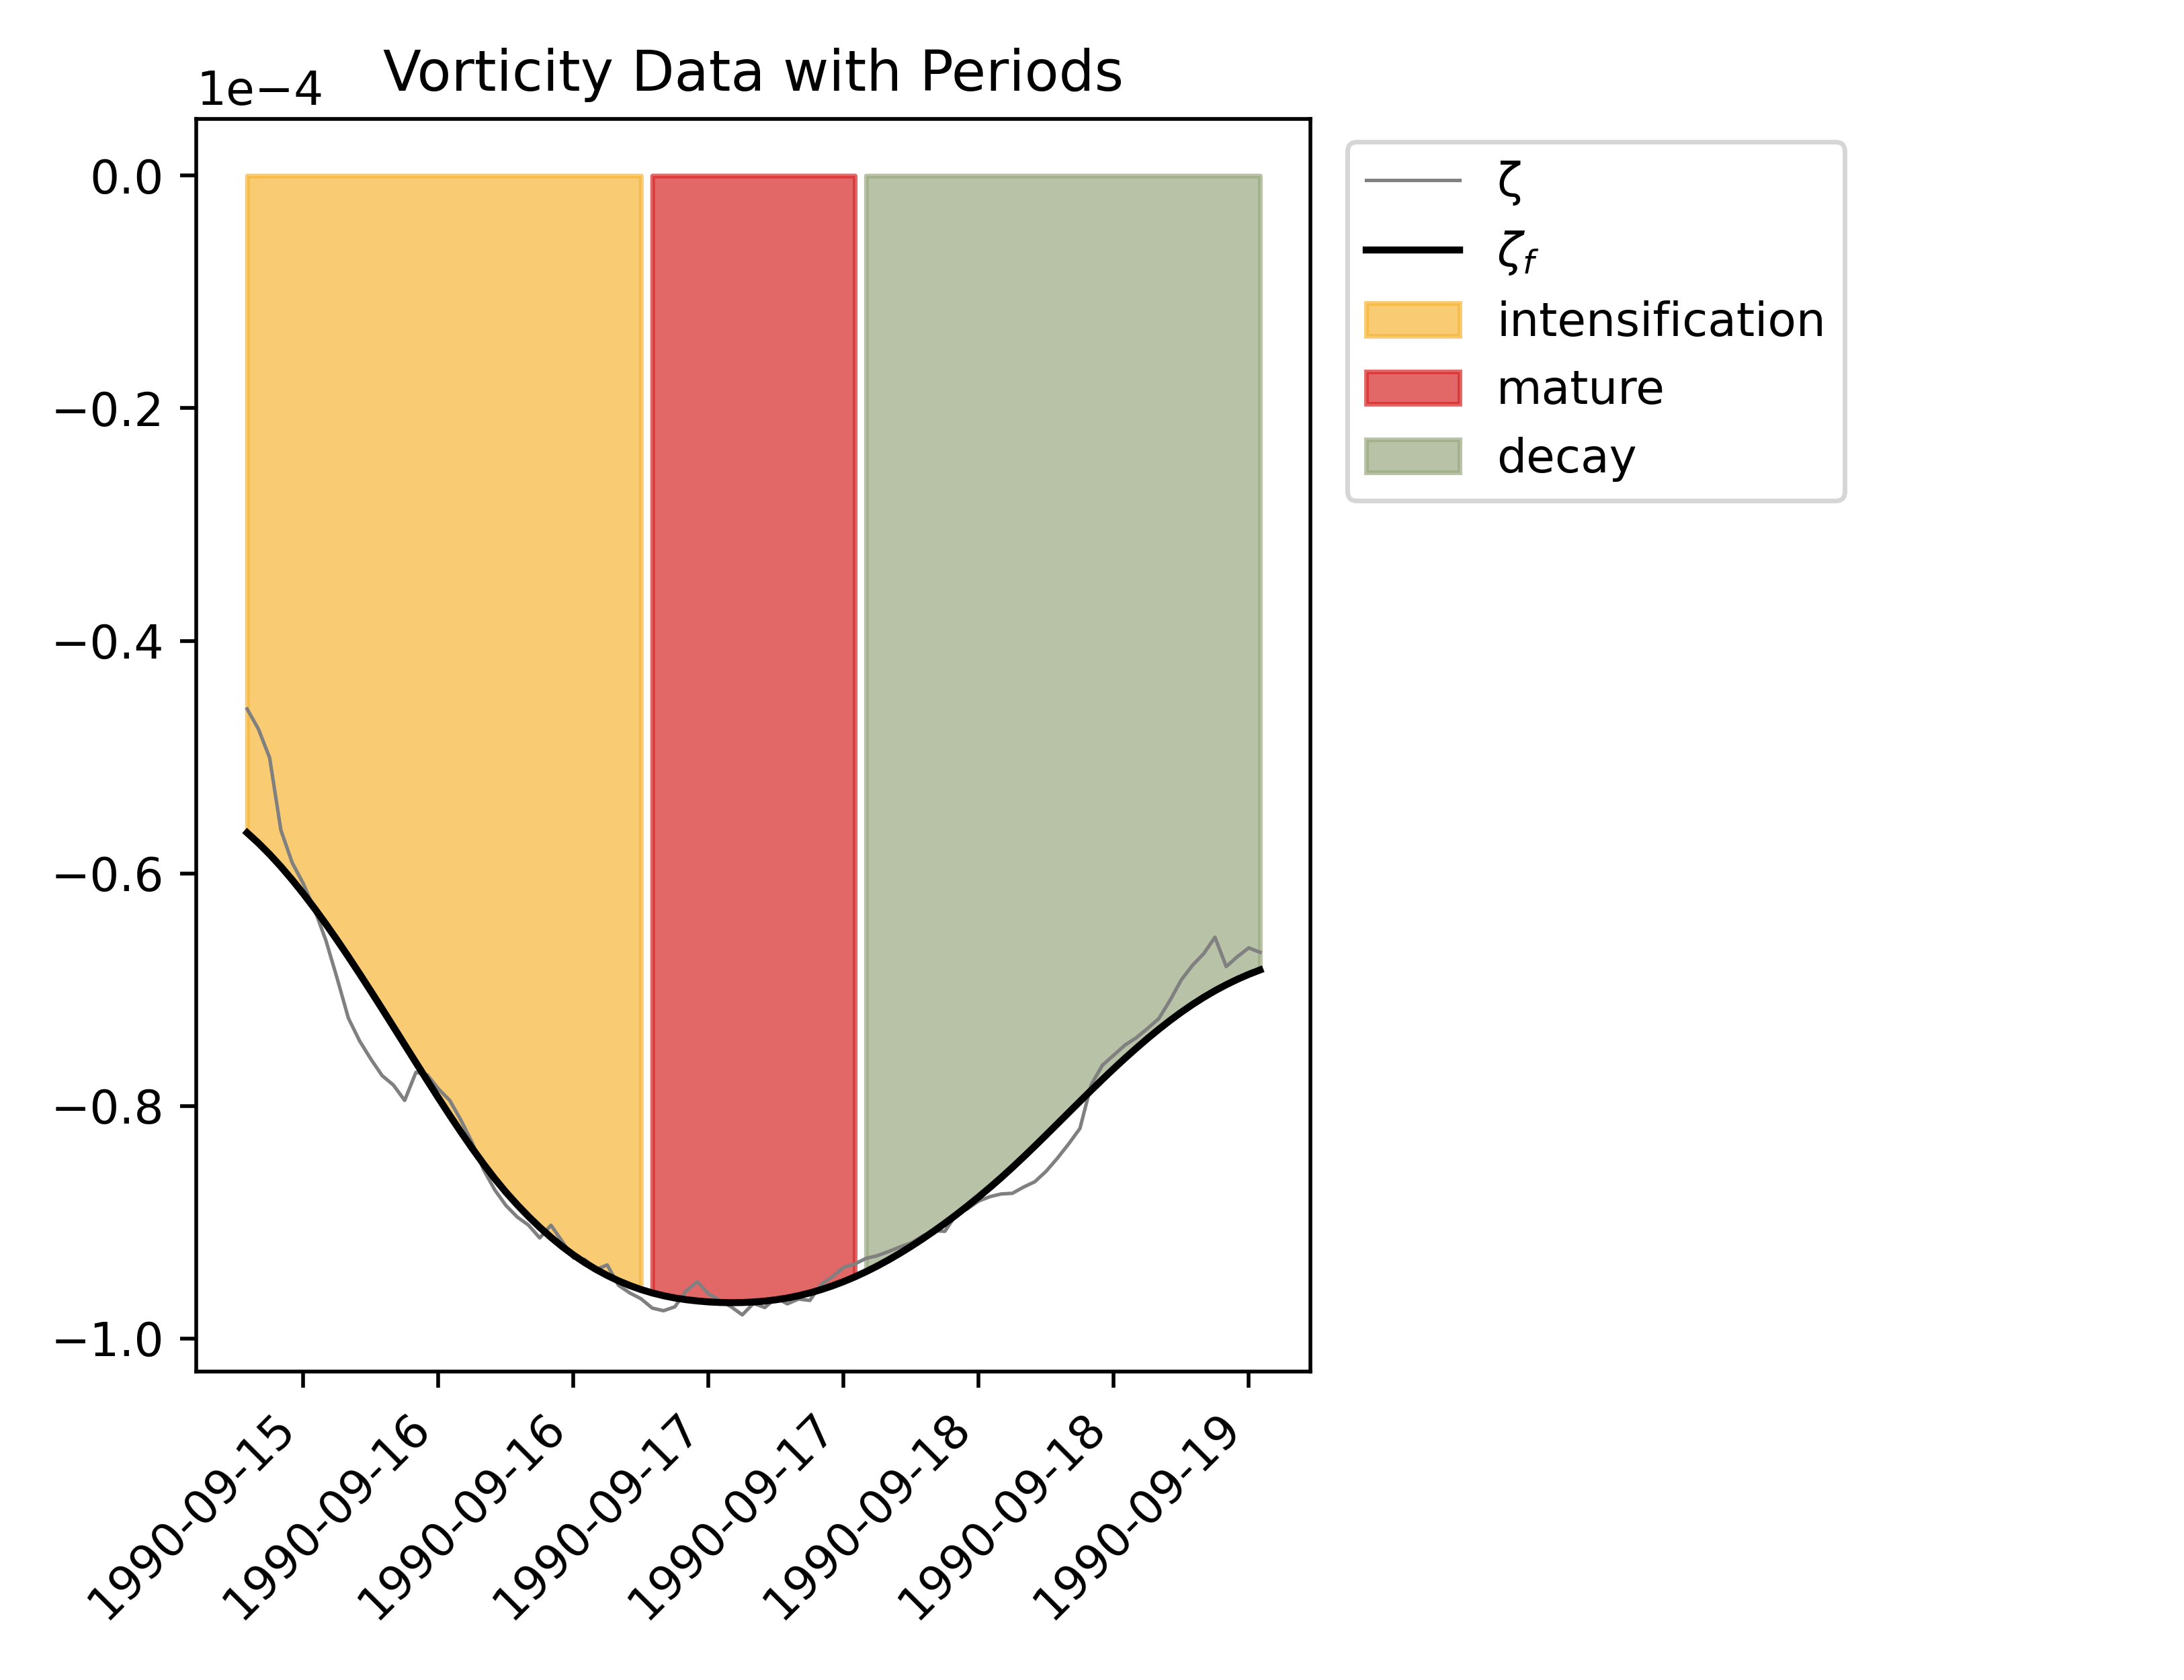 Vorticity Data with Periods
1e−4
0.0
−0.2
−0.4
−0.6
−0.8
−1.0
1990-09-15
1990-09-16
1990-09-16
1990-09-17
1990-09-17
1990-09-18
1990-09-18
1990-09-19
ζ
ζf
intensification
mature
decay